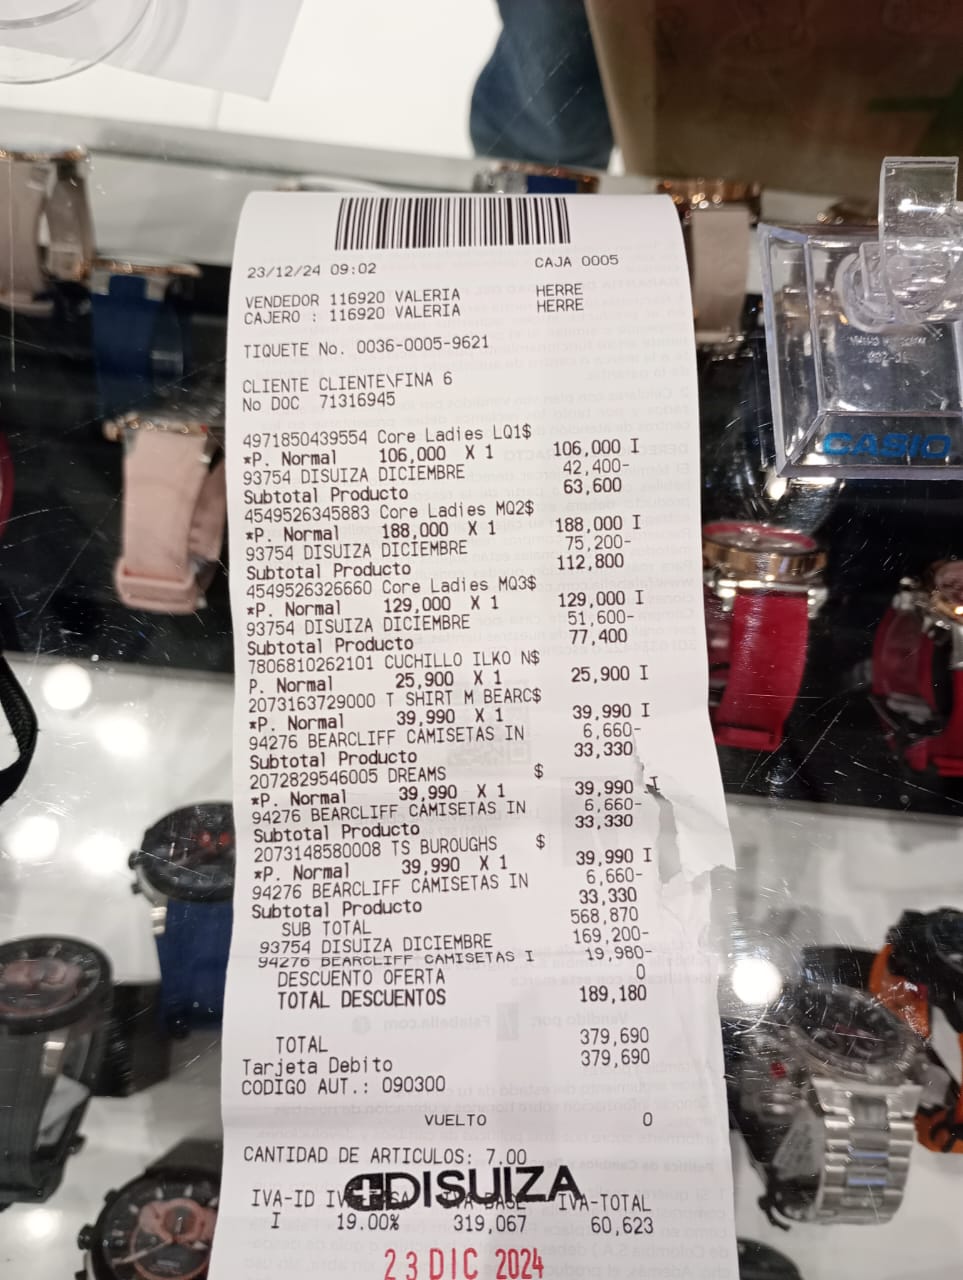 23/12/24 09:02 CAJA 0005
VENDEDOR 116920 VALERIA HERRE
CAJERO : 116920 VALERIA HERRE
TIQUETE No. 0036-0005-9621
CLIENTE CLIENTE\FINA 6
No DOC 71316945
4971850439554 Core Ladies LQ1$
*P. Normal 106,000 X 1 106,000 I
93754 DISUIZA DICIEMBRE 42,400-
Subtotal Producto 63,600
4549526345883 Core Ladies MQ2$
*P. Normal 188,000 X 1 188,000 I
93754 DISUIZA DICIEMBRE 75,200-
Subtotal Producto 112,800
4549526326660 Core Ladies MQ3$
*P. Normal 129,000 X 1 129,000 I
93754 DISUIZA DICIEMBRE 51,600-
Subtotal Producto 77,400
7806810262101 CUCHILLO ILKO N$
P. Normal 25,900 X 1 25,900 I
2073163729000 T SHIRT M BEARC$
*P. Normal 39,990 X 1 39,990 I
94276 BEARCLIFF CAMISETAS IN 6,660-
Subtotal Producto 33,330
2072829546005 DREAMS $
*P. Normal 39,990 X 1 39,990 I
94276 BEARCLIFF CAMISETAS IN 6,660-
Subtotal Producto 33,330
2073148580008 TS BUROUGHS $
*P. Normal 39,990 X 1 39,990 I
94276 BEARCLIFF CAMISETAS IN 6,660-
Subtotal Producto 33,330
SUB TOTAL 568,870
93754 DISUIZA DICIEMBRE 169,200-
94276 BEARCLIFF CAMISETAS I 19,980-
DESCUENTO OFERTA 0
TOTAL DESCUENTOS 189,180
TOTAL 379,690
Tarjeta Debito 379,690
CODIGO AUT.: 090300
VUELTO 0
CANTIDAD DE ARTICULOS: 7.00
DISUIZA
IVA-ID IVA-BASE IVA-TOTAL
I 19.00% 319,067 60,623
23 DIC 2024
CASIO